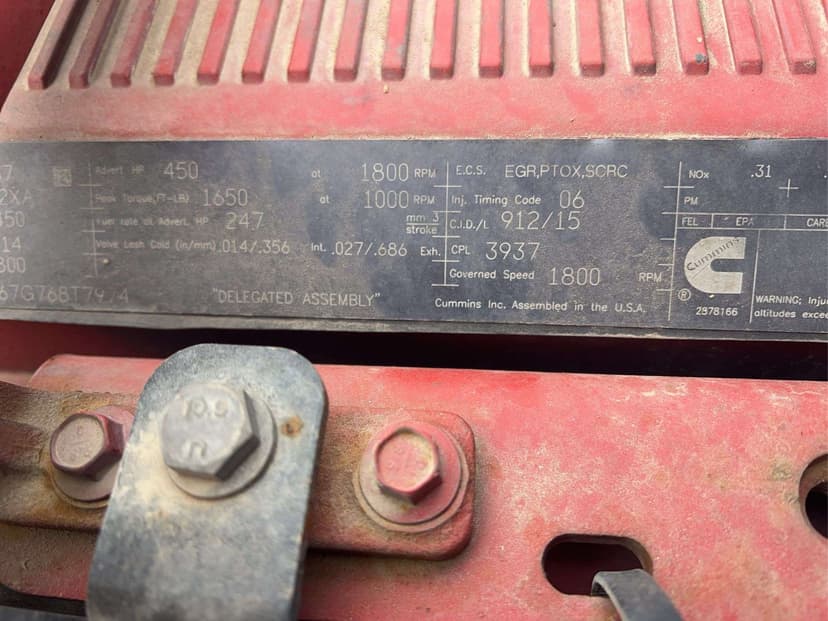 Advert HP 450 at 1800 RPM E.C.S. EGR,PTOX,SCRC NOx .31
Peak Torque(FT-LB) 1650 at 1000 RPM Inj. Timing Code 06 PM
Fuel rate at Advert. HP 247 mm 3 stroke C.I.D./L 912/15 FEL EPA
Valve Lash Cold (in/mm) .014/.356 Int. .027/.686 Exh. CPL 3937 Cummins
Governed Speed 1800 RPM
"DELEGATED ASSEMBLY" Cummins Inc. Assembled in the U.S.A. ® 2878166 WARNING:
altitudes
10.9